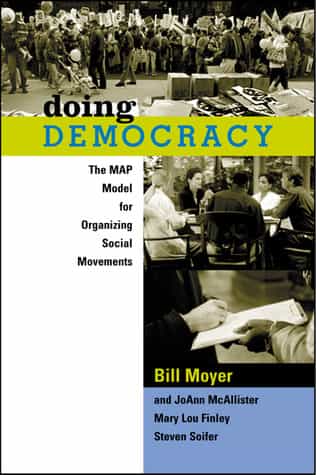 doing
DEMOCRACY
The MAP
Model
for
Organizing
Social
Movements
Bill Moyer
and JoAnn McAllister
Mary Lou Finley
Steven Soifer